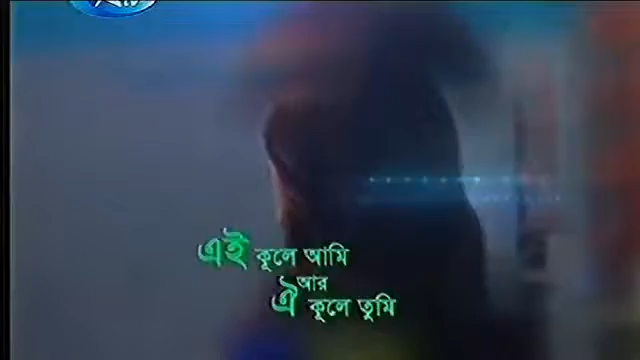 এই কূলে আমি
আর
ঐ কূলে তুমি